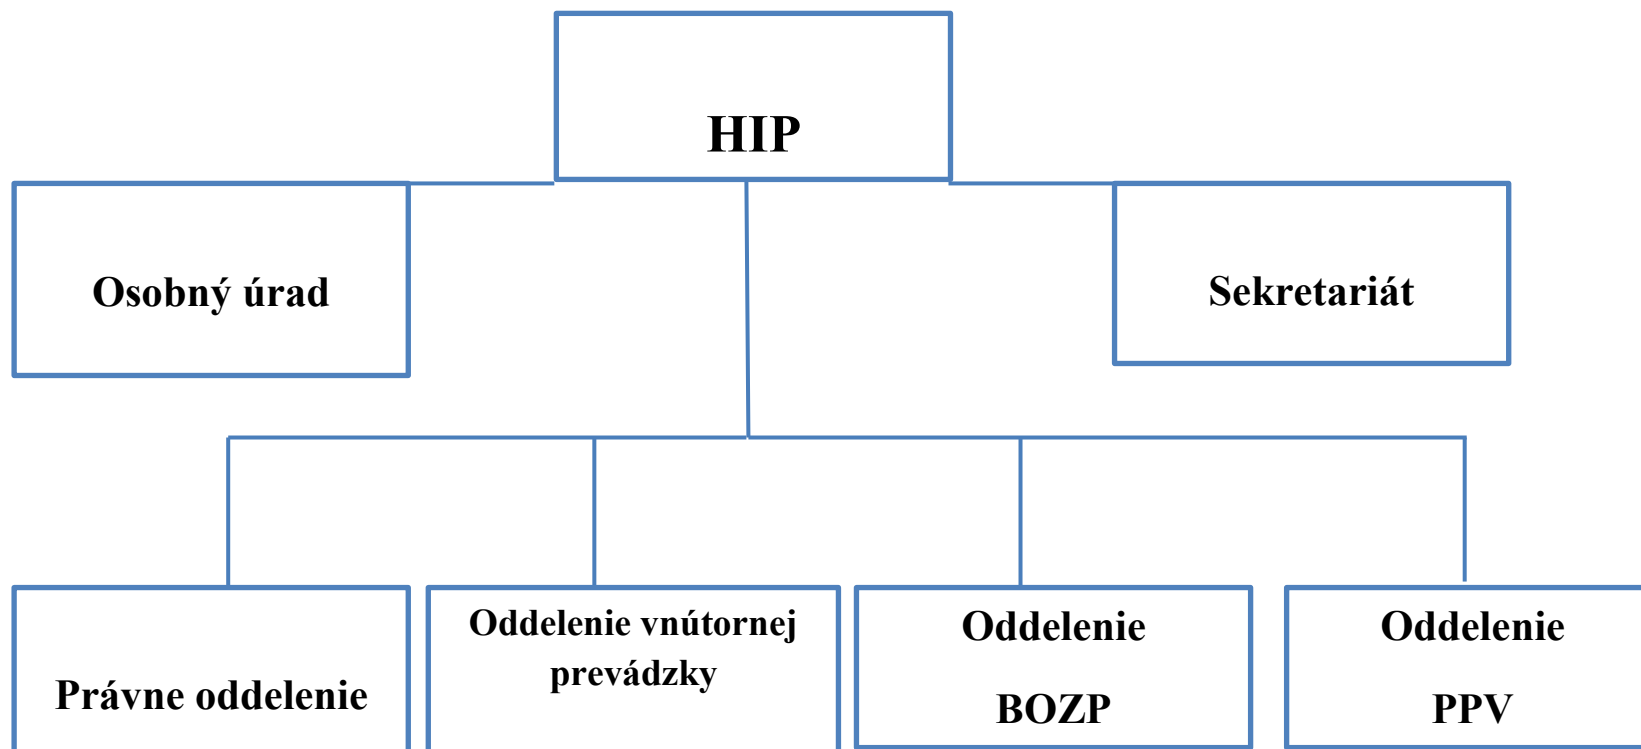 HIP
Osobný úrad
Sekretariát
Právne oddelenie
Oddelenie vnútornej
prevádzky
Oddelenie
BOZP
Oddelenie
PPV